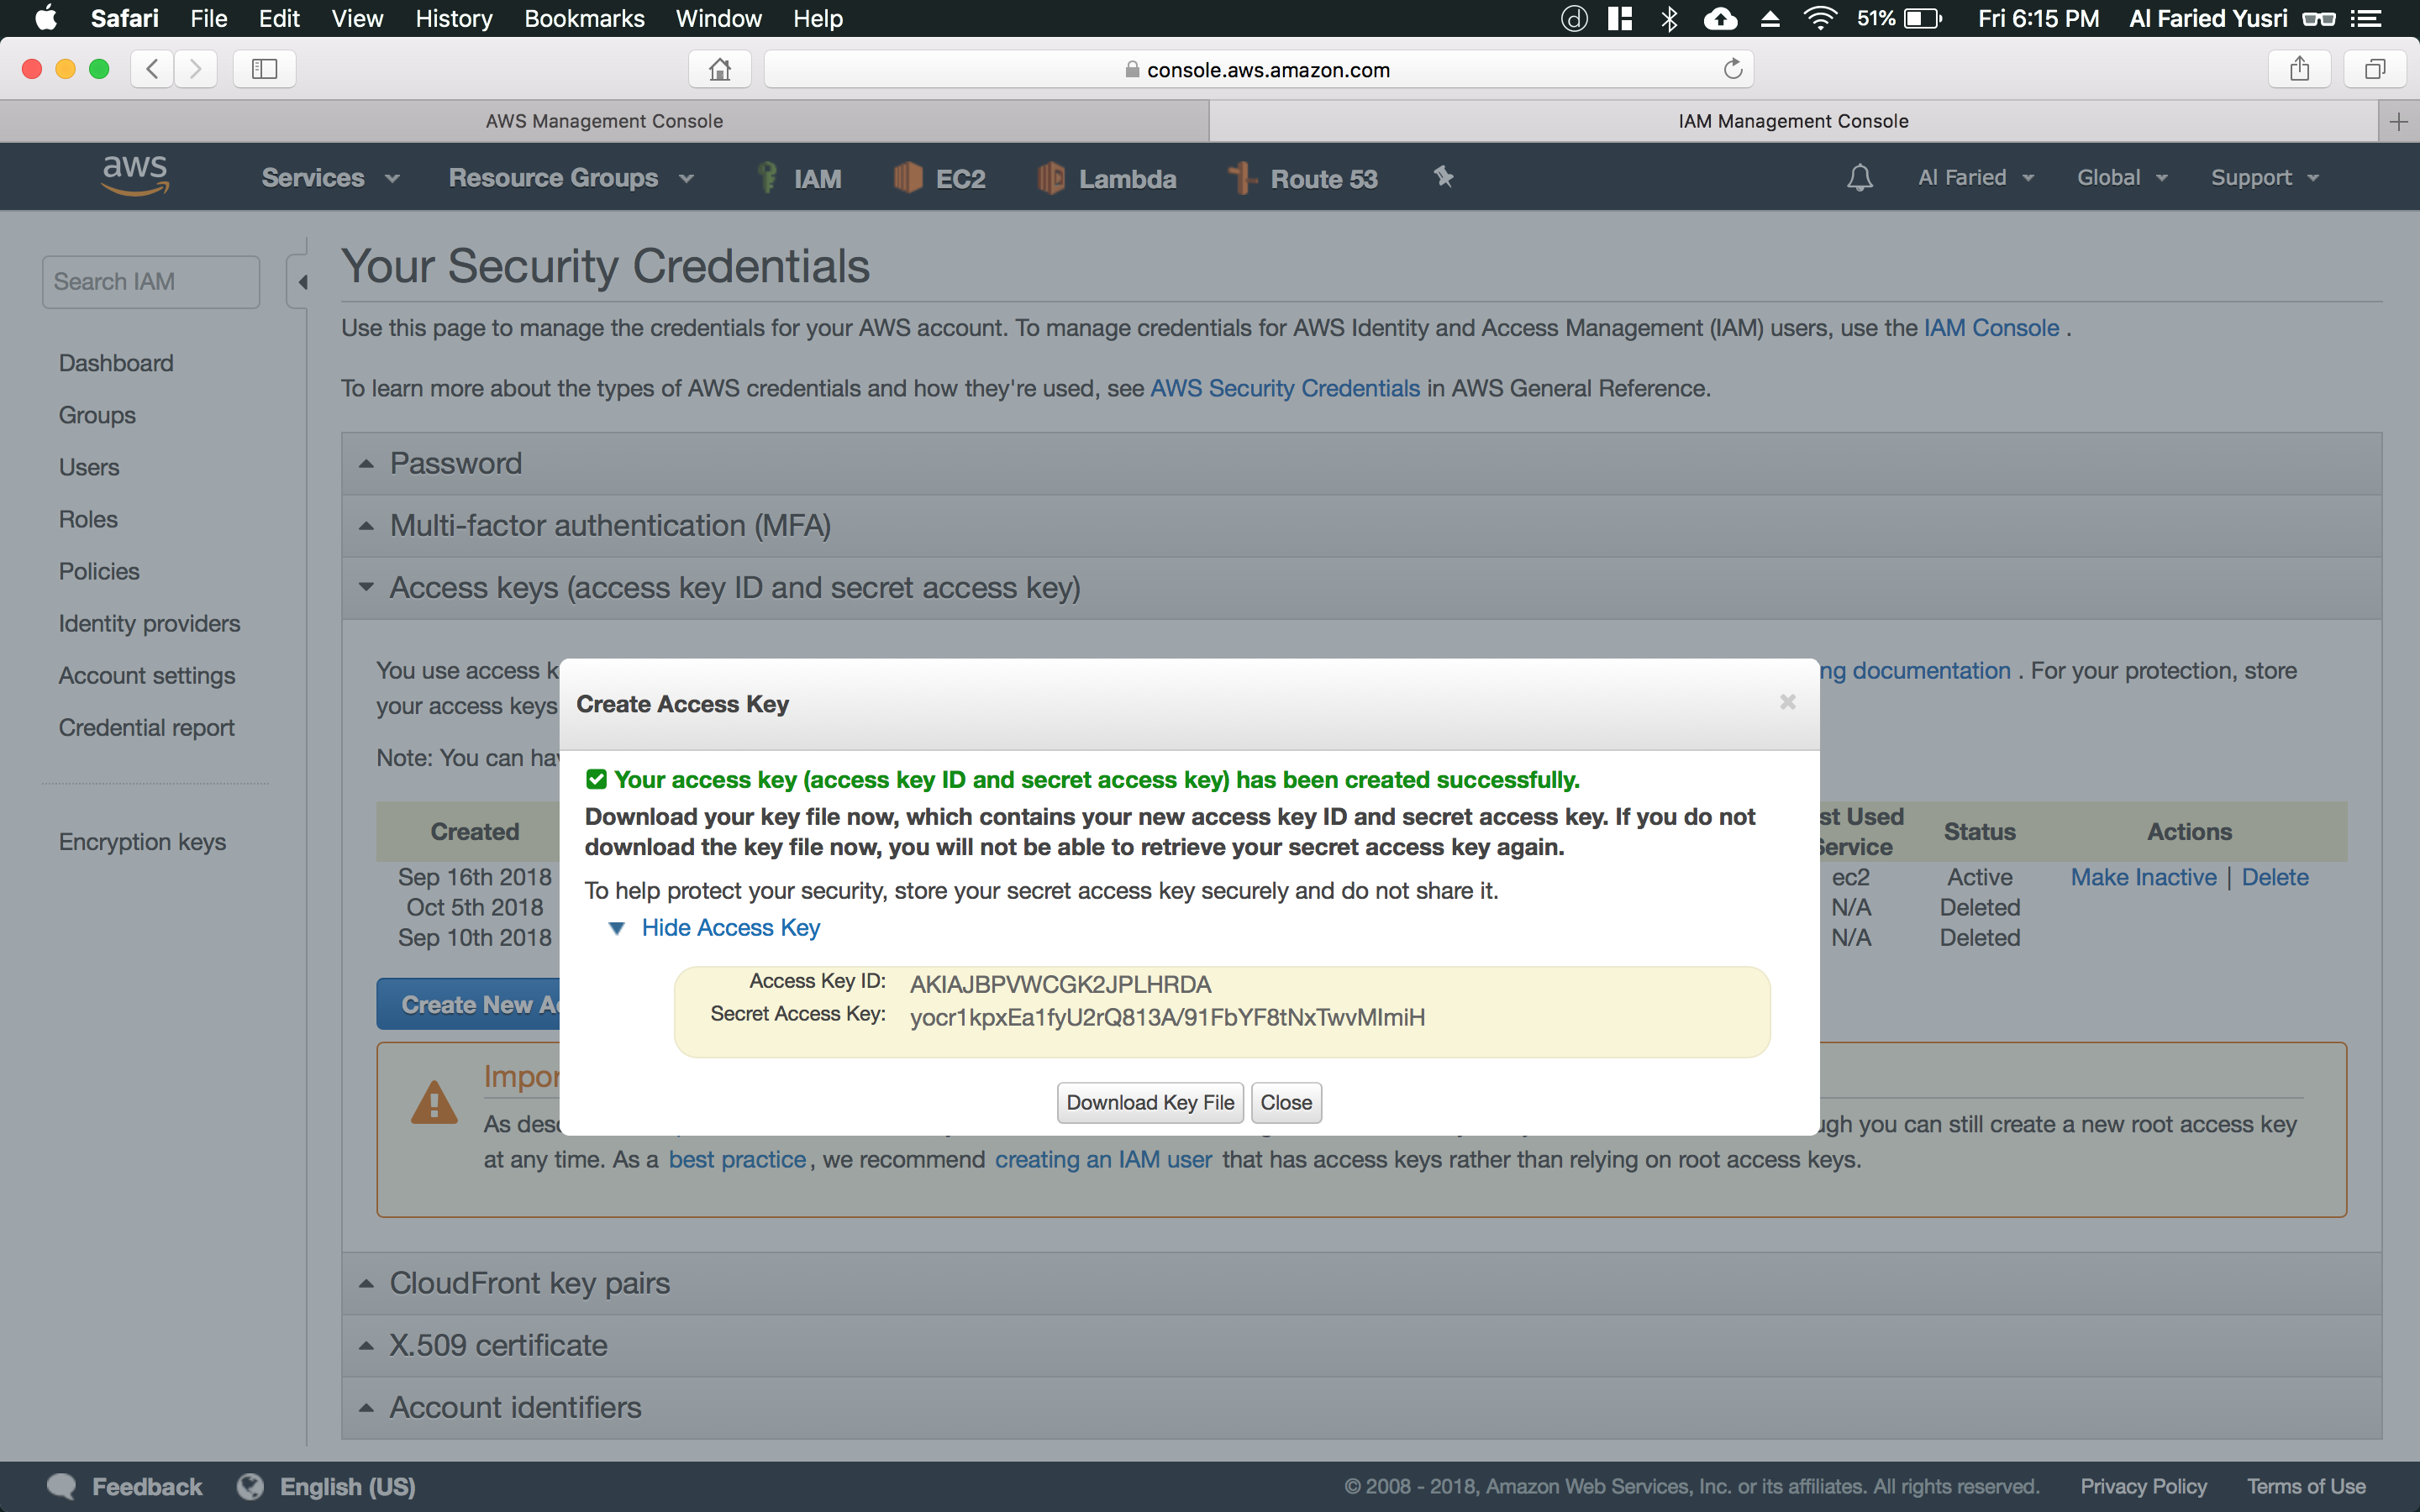 Safari File Edit View History Bookmarks Window Help 51% Fri 6:15 PM Al Faried Yusri
console.aws.amazon.com
AWS Management Console IAM Management Console
aws Services Resource Groups IAM EC2 Lambda Route 53 Al Faried Global Support
Search IAM
Dashboard
Groups
Users
Roles
Policies
Identity providers
Account settings
Credential report
Encryption keys
Your Security Credentials
Use this page to manage the credentials for your AWS account. To manage credentials for AWS Identity and Access Management (IAM) users, use the IAM Console .
To learn more about the types of AWS credentials and how they're used, see AWS Security Credentials in AWS General Reference.
Password
Multi-factor authentication (MFA)
Access keys (access key ID and secret access key)
You use access documentation . For your protection, store
your access keys
Note: You can
Created Used Status Actions
Sep 16th 2018 ec2 Active Make Inactive | Delete
Oct 5th 2018 N/A Deleted
Sep 10th 2018 N/A Deleted
Create New
Create Access Key
Your access key (access key ID and secret access key) has been created successfully.
Download your key file now, which contains your new access key ID and secret access key. If you do not
download the key file now, you will not be able to retrieve your secret access key again.
To help protect your security, store your secret access key securely and do not share it.
Hide Access Key
Access Key ID: AKIAJBPVWCGK2JPLHRDA
Secret Access Key:
Download Key File Close
As you can still create a new root access key
at any time. As a best practice, we recommend creating an IAM user that has access keys rather than relying on root access keys.
CloudFront key pairs
X.509 certificate
Account identifiers
Feedback English (US) © 2008 - 2018, Amazon Web Services, Inc. or its affiliates. All rights reserved. Privacy Policy Terms of Use